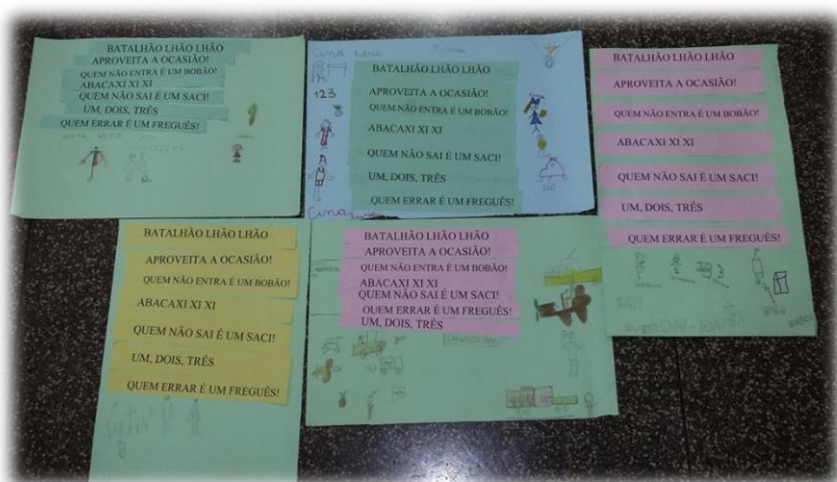 BATALHÃO LHÃO LHÃO
APROVEITA A OCASIÃO!
QUEM NÃO ENTRA É UM BOBÃO!
ABACAXI XI XI
QUEM NÃO SAI É UM SACI!
UM, DOIS, TRÊS
QUEM ERRAR É UM FREGUÊS!
BATALHÃO LHÃO LHÃO
APROVEITA A OCASIÃO!
QUEM NÃO ENTRA É UM BOBÃO!
ABACAXI XI XI
QUEM NÃO SAI É UM SACI!
UM, DOIS, TRÊS
QUEM ERRAR É UM FREGUÊS!
123
BATALHÃO LHÃO LHÃO
APROVEITA A OCASIÃO!
QUEM NÃO ENTRA É UM BOBÃO!
ABACAXI XI XI
QUEM NÃO SAI É UM SACI!
UM, DOIS, TRÊS
QUEM ERRAR É UM FREGUÊS!
BATALHÃO LHÃO LHÃO
APROVEITA A OCASIÃO!
QUEM NÃO ENTRA É UM BOBÃO!
ABACAXI XI XI
QUEM NÃO SAI É UM SACI!
UM, DOIS, TRÊS
QUEM ERRAR É UM FREGUÊS!
BATALHÃO LHÃO LHÃO
APROVEITA A OCASIÃO!
QUEM NÃO ENTRA É UM BOBÃO!
ABACAXI XI XI
QUEM NÃO SAI É UM SACI!
QUEM ERRAR É UM FREGUÊS!
UM, DOIS, TRÊS